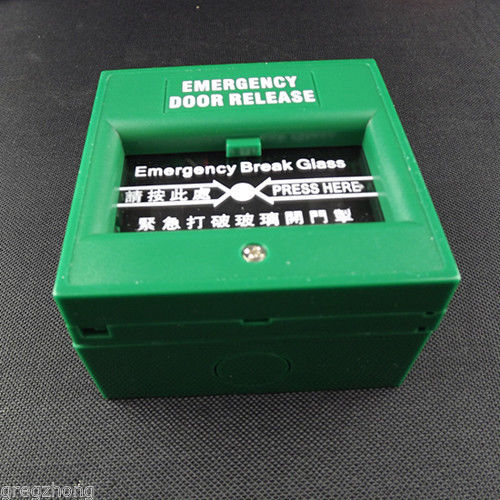 EMERGENCY
DOOR RELEASE
Emergency Break Glass
請按此處 PRESS HERE
緊急打破玻璃開門掣
gregzhong